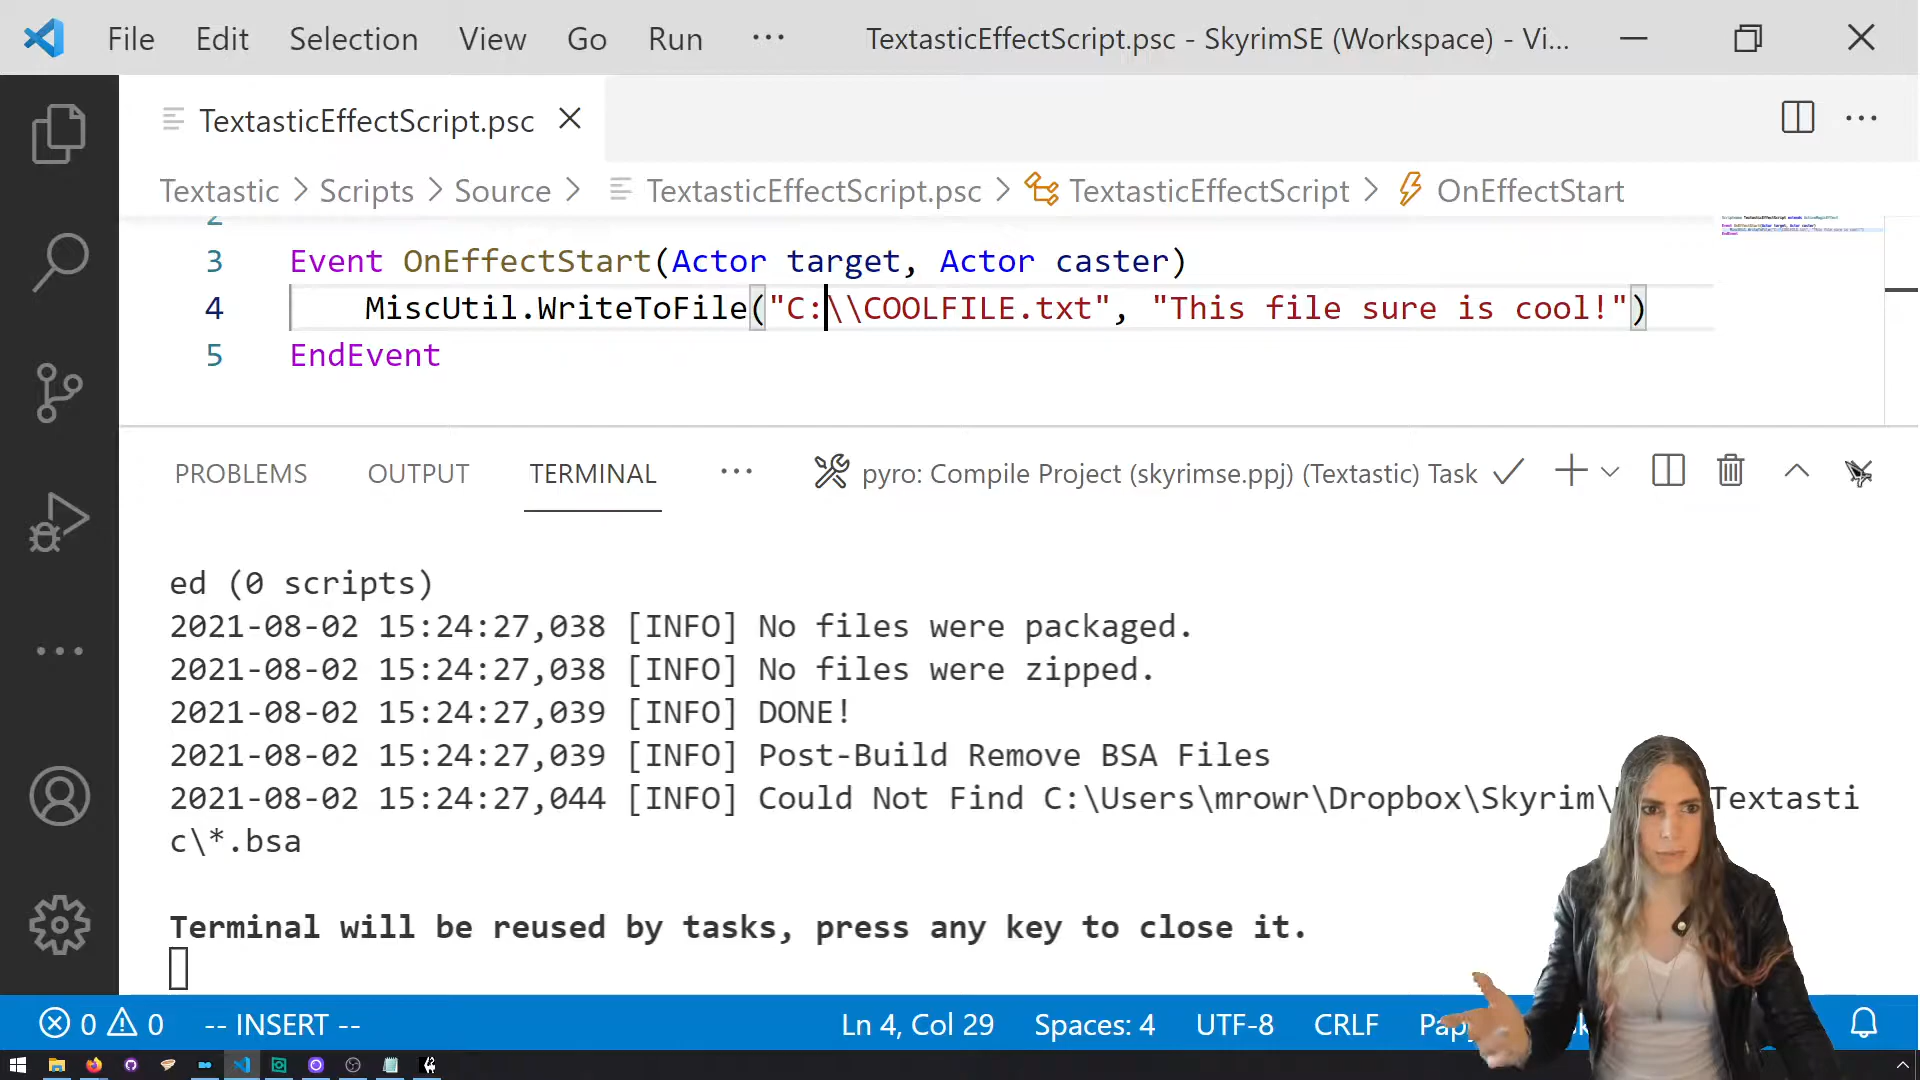 File Edit Selection View Go Run ··· TextasticEffectScript.psc - SkyrimSE (Workspace) - Vi...
TextasticEffectScript.psc
Textastic > Scripts > Source > TextasticEffectScript.psc > TextasticEffectScript > OnEffectStart
2
3 Event OnEffectStart(Actor target, Actor caster)
4 MiscUtil.WriteToFile("C:\\COOLFILE.txt", "This file sure is cool!")
5 EndEvent
PROBLEMS OUTPUT TERMINAL ··· pyro: Compile Project (skyrimse.ppj) (Textastic) Task
ed (0 scripts)
2021-08-02 15:24:27,038 [INFO] No files were packaged.
2021-08-02 15:24:27,038 [INFO] No files were zipped.
2021-08-02 15:24:27,039 [INFO] DONE!
2021-08-02 15:24:27,039 [INFO] Post-Build Remove BSA Files
2021-08-02 15:24:27,044 [INFO] Could Not Find C:\Users\mrowr\Dropbox\Skyrim\ Textasti
c\*.bsa
Terminal will be reused by tasks, press any key to close it.
0 0 -- INSERT -- Ln 4, Col 29 Spaces: 4 UTF-8 CRLF